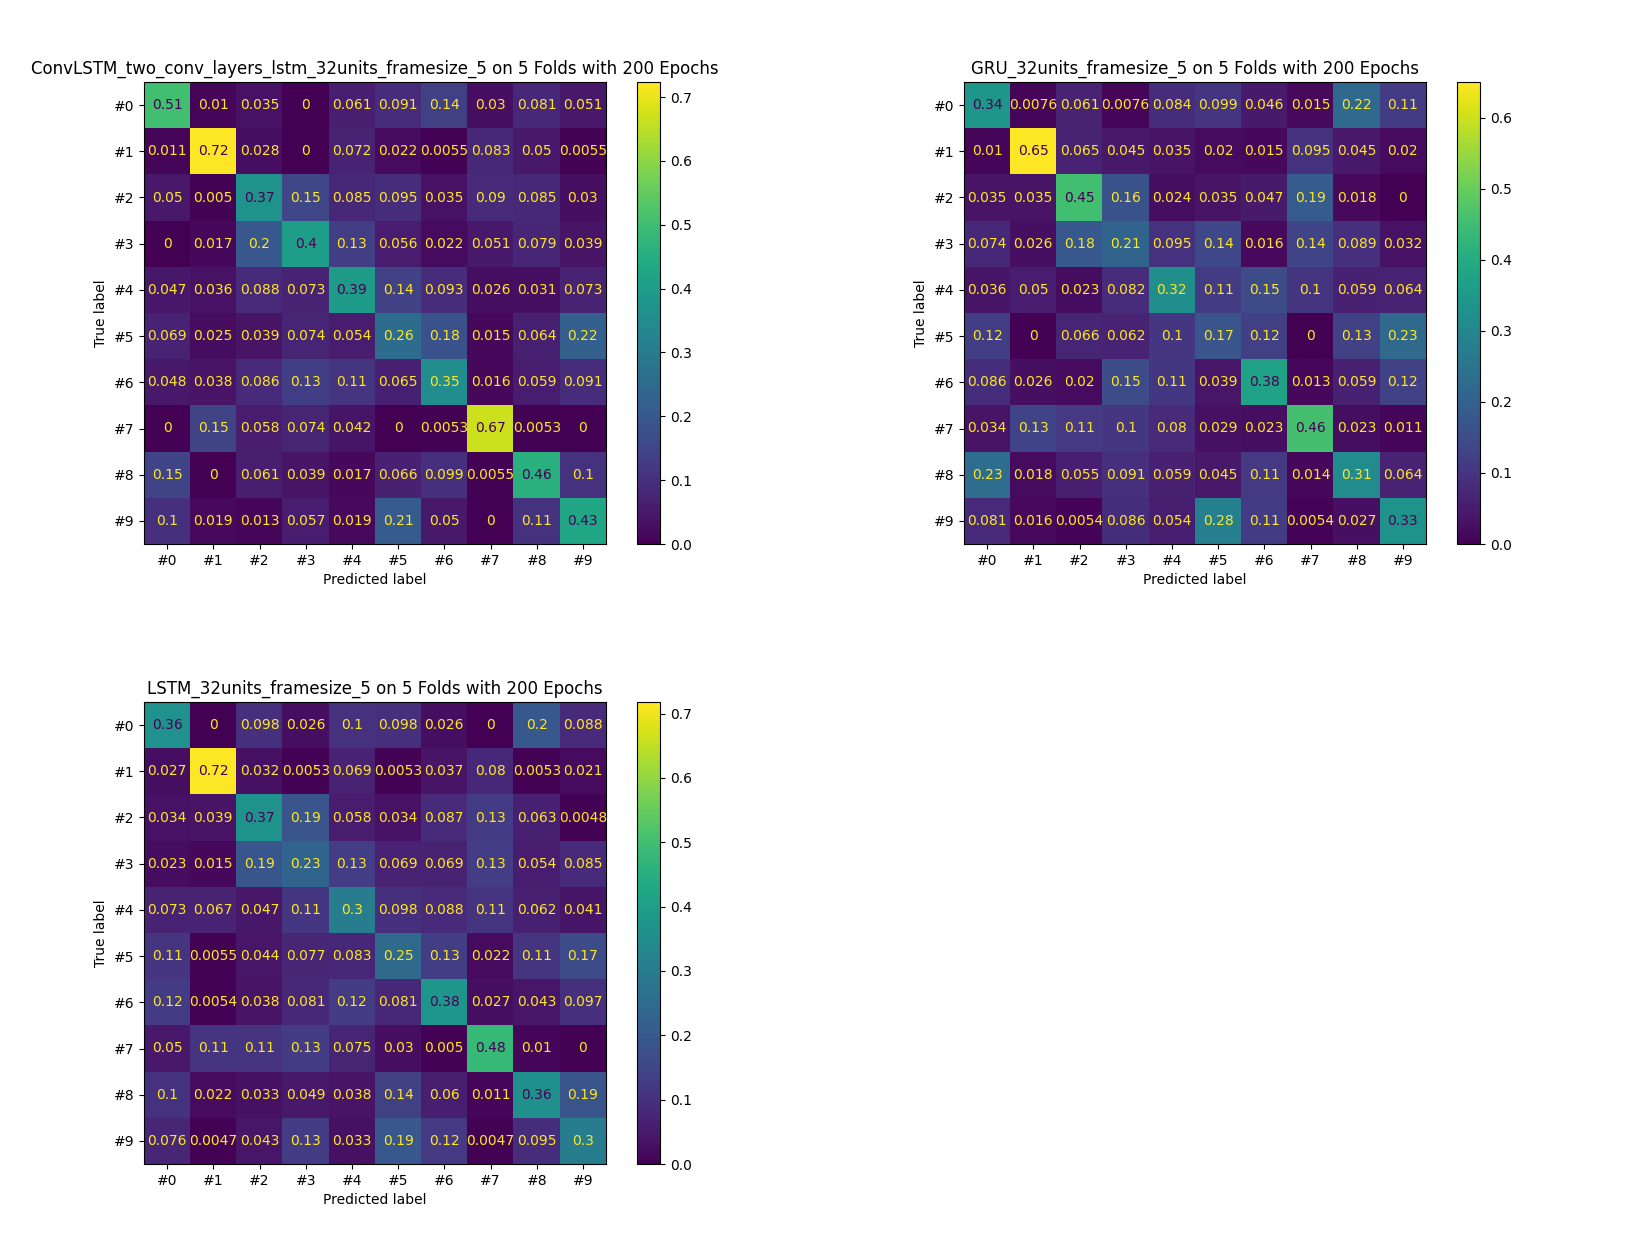 ConvLSTM_two_conv_layers_lstm_32units_framesize_5 on 5 Folds with 200 Epochs
#0 0.51 0.01 0.035 0 0.061 0.091 0.14 0.03 0.081 0.051
#1 0.011 0.72 0.028 0 0.072 0.022 0.0055 0.083 0.05 0.0055
#2 0.05 0.005 0.37 0.15 0.085 0.095 0.035 0.09 0.085 0.03
#3 0 0.017 0.2 0.4 0.13 0.056 0.022 0.051 0.079 0.039
#4 0.047 0.036 0.088 0.073 0.39 0.14 0.093 0.026 0.031 0.073
#5 0.069 0.025 0.039 0.074 0.054 0.26 0.18 0.015 0.064 0.22
#6 0.048 0.038 0.086 0.13 0.11 0.065 0.35 0.016 0.059 0.091
#7 0 0.15 0.058 0.074 0.042 0 0.0053 0.67 0.0053 0
#8 0.15 0 0.061 0.039 0.017 0.066 0.099 0.0055 0.46 0.1
#9 0.1 0.019 0.013 0.057 0.019 0.21 0.05 0 0.11 0.43
#0 #1 #2 #3 #4 #5 #6 #7 #8 #9
Predicted label
True label
0.7
0.6
0.5
0.4
0.3
0.2
0.1
0.0
GRU_32units_framesize_5 on 5 Folds with 200 Epochs
#0 0.34 0.0076 0.061 0.0076 0.084 0.099 0.046 0.015 0.22 0.11
#1 0.01 0.65 0.065 0.045 0.035 0.02 0.015 0.095 0.045 0.02
#2 0.035 0.035 0.45 0.16 0.024 0.035 0.047 0.19 0.018 0
#3 0.074 0.026 0.18 0.21 0.095 0.14 0.016 0.14 0.089 0.032
#4 0.036 0.05 0.023 0.082 0.32 0.11 0.15 0.1 0.059 0.064
#5 0.12 0 0.066 0.062 0.1 0.17 0.12 0 0.13 0.23
#6 0.086 0.026 0.02 0.15 0.11 0.039 0.38 0.013 0.059 0.12
#7 0.034 0.13 0.11 0.1 0.08 0.029 0.023 0.46 0.023 0.011
#8 0.23 0.018 0.055 0.091 0.059 0.045 0.11 0.014 0.31 0.064
#9 0.081 0.016 0.0054 0.086 0.054 0.28 0.11 0.0054 0.027 0.33
#0 #1 #2 #3 #4 #5 #6 #7 #8 #9
Predicted label
True label
0.6
0.5
0.4
0.3
0.2
0.1
0.0
LSTM_32units_framesize_5 on 5 Folds with 200 Epochs
#0 0.36 0 0.098 0.026 0.1 0.098 0.026 0 0.2 0.088
#1 0.027 0.72 0.032 0.0053 0.069 0.0053 0.037 0.08 0.0053 0.021
#2 0.034 0.039 0.37 0.19 0.058 0.034 0.087 0.13 0.063 0.0048
#3 0.023 0.015 0.19 0.23 0.13 0.069 0.069 0.13 0.054 0.085
#4 0.073 0.067 0.047 0.11 0.3 0.098 0.088 0.11 0.062 0.041
#5 0.11 0.0055 0.044 0.077 0.083 0.25 0.13 0.022 0.11 0.17
#6 0.12 0.0054 0.038 0.081 0.12 0.081 0.38 0.027 0.043 0.097
#7 0.05 0.11 0.11 0.13 0.075 0.03 0.005 0.48 0.01 0
#8 0.1 0.022 0.033 0.049 0.038 0.14 0.06 0.011 0.36 0.19
#9 0.076 0.0047 0.043 0.13 0.033 0.19 0.12 0.0047 0.095 0.3
#0 #1 #2 #3 #4 #5 #6 #7 #8 #9
Predicted label
True label
0.7
0.6
0.5
0.4
0.3
0.2
0.1
0.0